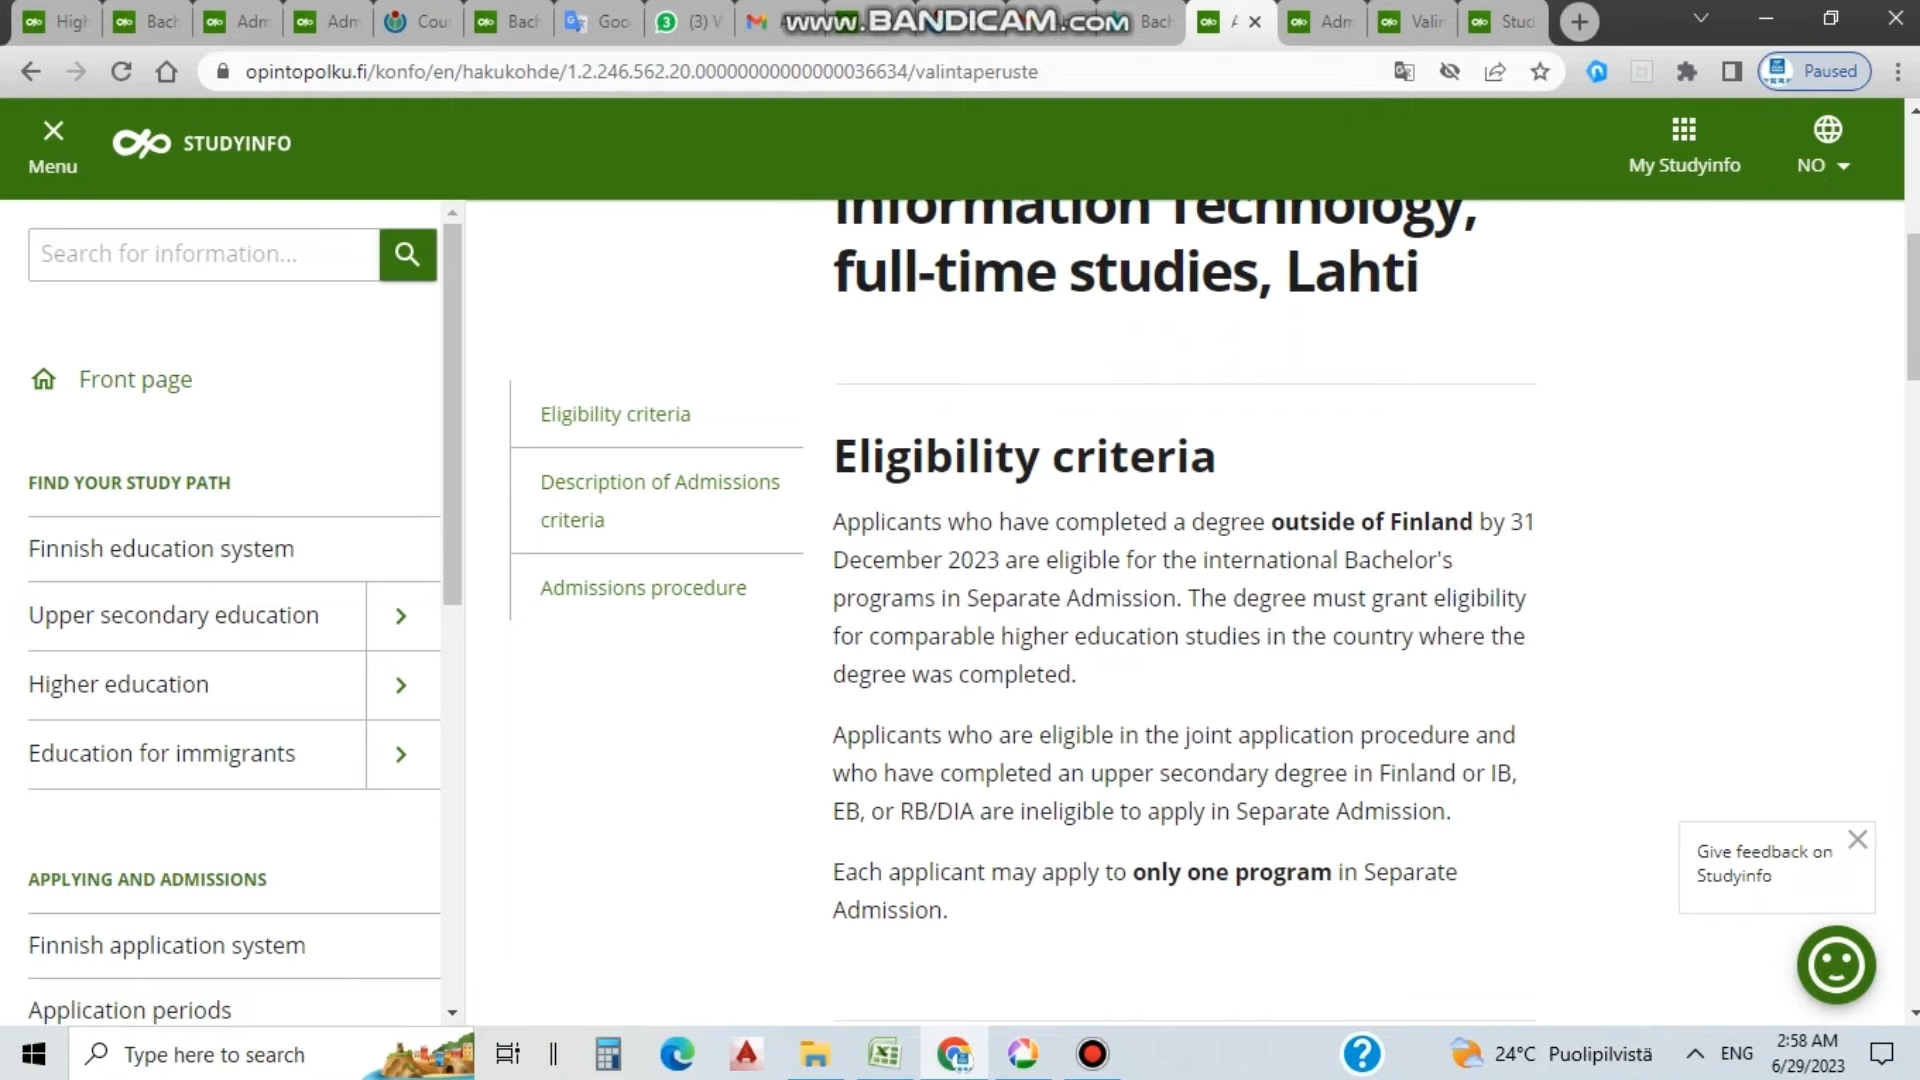 High
Bach
Adm
Adm
Cou
Bach
Goo
(3) V
www.BANDICAM.com
Bach
Adm
Valin
Stud
opintopolku.fi/konfo/en/hakukohde/1.2.246.562.20.00000000000000036634/valintaperuste
Paused
Menu
STUDYINFO
My Studyinfo
NO
Search for information...
Front page
FIND YOUR STUDY PATH
Finnish education system
Upper secondary education
Higher education
Education for immigrants
APPLYING AND ADMISSIONS
Finnish application system
Application periods
Eligibility criteria
Description of Admissions
criteria
Admissions procedure
Information Technology,
full-time studies, Lahti
Eligibility criteria
Applicants who have completed a degree outside of Finland by 31
December 2023 are eligible for the international Bachelor's
programs in Separate Admission. The degree must grant eligibility
for comparable higher education studies in the country where the
degree was completed.
Applicants who are eligible in the joint application procedure and
who have completed an upper secondary degree in Finland or IB,
EB, or RB/DIA are ineligible to apply in Separate Admission.
Each applicant may apply to only one program in Separate
Admission.
Give feedback on
Studyinfo
Type here to search
24°C Puolipilvistä
ENG
2:58 AM
6/29/2023